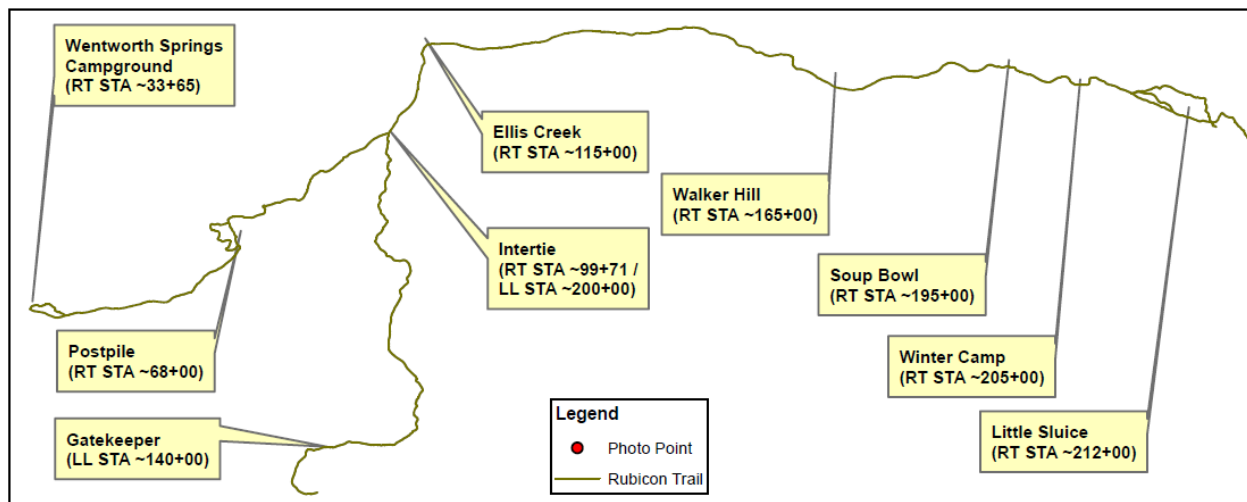 Wentworth Springs
Campground
(RT STA ~33+65)
Ellis Creek
(RT STA ~115+00)
Walker Hill
(RT STA ~165+00)
Intertie
(RT STA ~99+71 /
LL STA ~200+00)
Soup Bowl
(RT STA ~195+00)
Postpile
(RT STA ~68+00)
Winter Camp
(RT STA ~205+00)
Gatekeeper
(LL STA ~140+00)
Legend
Photo Point
Rubicon Trail
Little Sluice
(RT STA ~212+00)